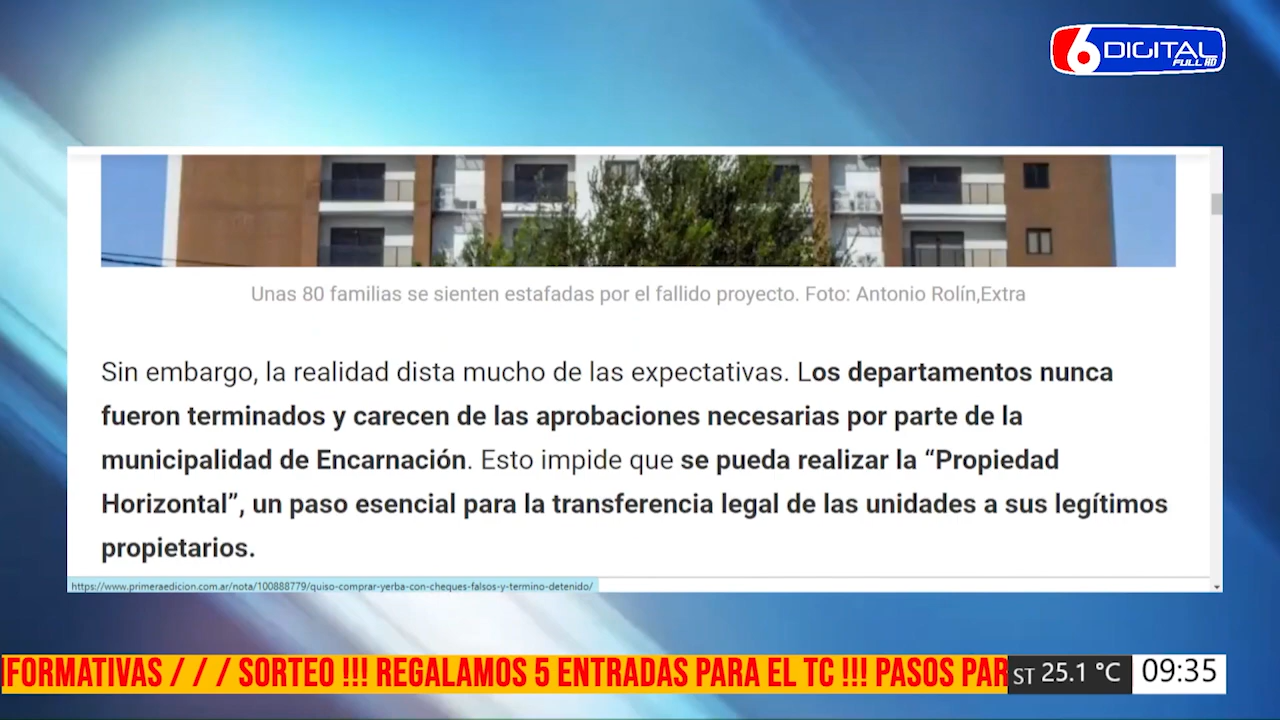 6 DIGITAL
FULL HD
Unas 80 familias se sienten estafadas por el fallido proyecto. Foto: Antonio Rolín,Extra
Sin embargo, la realidad dista mucho de las expectativas. Los departamentos nunca
fueron terminados y carecen de las aprobaciones necesarias por parte de la
municipalidad de Encarnación. Esto impide que se pueda realizar la “Propiedad
Horizontal”, un paso esencial para la transferencia legal de las unidades a sus legítimos
propietarios.
https://www.primeraedicion.com.ar/nota/100888779/quiso-comprar-yerba-con-cheques-falsos-y-termino-detenido/
IFORMATIVAS / / / SORTEO !!! REGALAMOS 5 ENTRADAS PARA EL TC !!! PASOS PAR
ST 25.1 °C 09:35